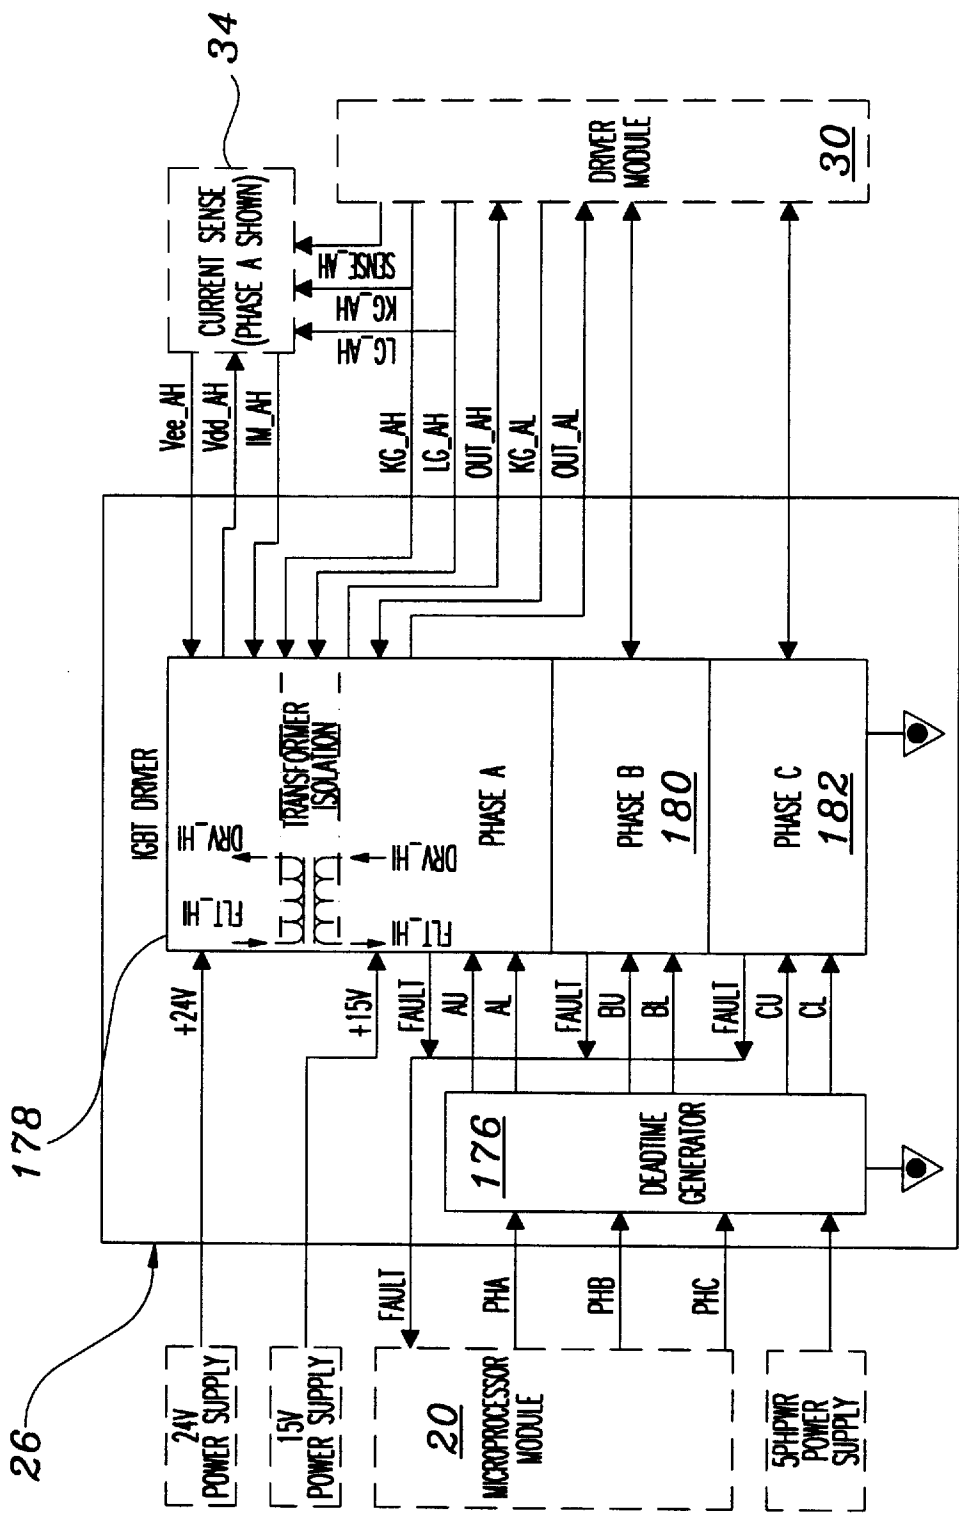 26
178
34
24V
POWER SUPPLY
15V
POWER SUPPLY
20
MICROPROCESSOR
MODULE
5PHPWR
POWER
SUPPLY
FAULT
PHA
PHB
PHC
176
DEADTIME
GENERATOR
+24V
+15V
FAULT
AU
AL
FAULT
BU
BL
FAULT
CU
CL
IGBT DRIVER
FLT_HI
DRV_HI
TRANSFORMER
ISOLATION
FLT_HI
DRV_HI
PHASE A
PHASE B
180
PHASE C
182
Vee_AH
Vdd_AH
IM_AH
KG_AH
LG_AH
OUT_AH
KG_AL
OUT_AL
CURRENT SENSE
(PHASE A SHOWN)
LG_AH
KG_AH
SENSE_AH
DRIVER
MODULE
30